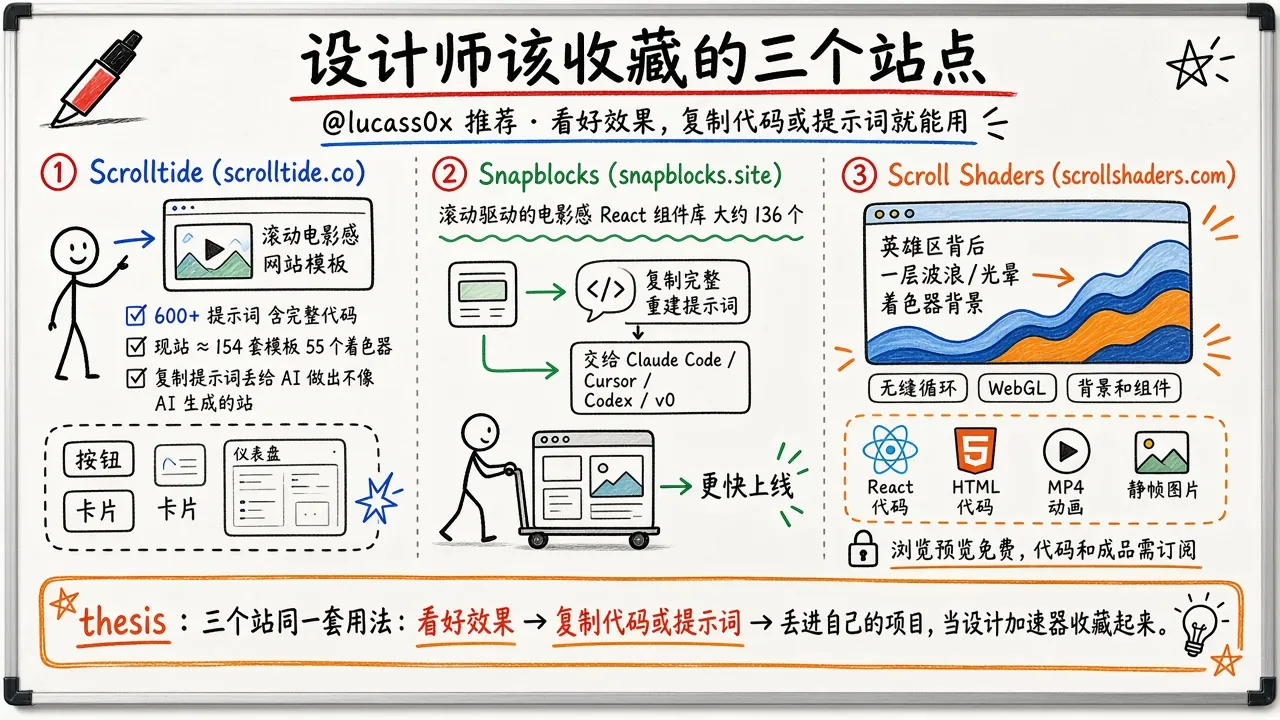 设计师该收藏的三个站点
@lucass0x 推荐 · 看好效果，复制代码或提示词就能用
① Scrolltide (scrolltide.co)
滚动电影感
网站模板
600+ 提示词 含完整代码
现站 ≈ 154 套模板 55 个着色器
复制提示词丢给 AI 做出不像
AI 生成的站
按钮
卡片
卡片
仪表盘
② Snapblocks (snapblocks.site)
滚动驱动的电影感 React 组件库 大约 136 个
</>
复制完整
重建提示词
交给 Claude Code /
Cursor /
Codex / v0
更快上线
③ Scroll Shaders (scrollshaders.com)
英雄区背后
一层波浪/光晕
着色器背景
无缝循环
WebGL
背景和组件
5
React
代码
HTML
代码
MP4
动画
静帧图片
浏览预览免费，代码和成品需订阅
thesis：三个站同一套用法：看好效果 → 复制代码或提示词 → 丢进自己的项目，当设计加速器收藏起来。